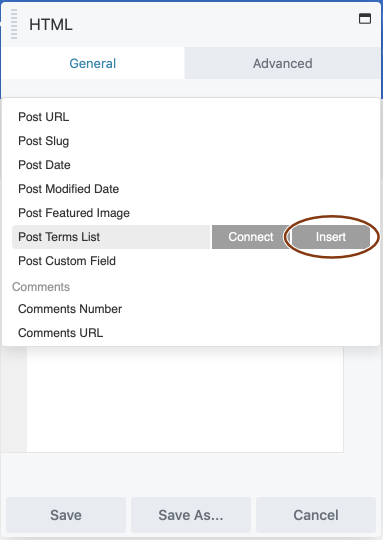 HTML
General Advanced
Post URL
Post Slug
Post Date
Post Modified Date
Post Featured Image
Post Terms List Connect Insert
Post Custom Field
Comments
Comments Number
Comments URL
Save Save As... Cancel